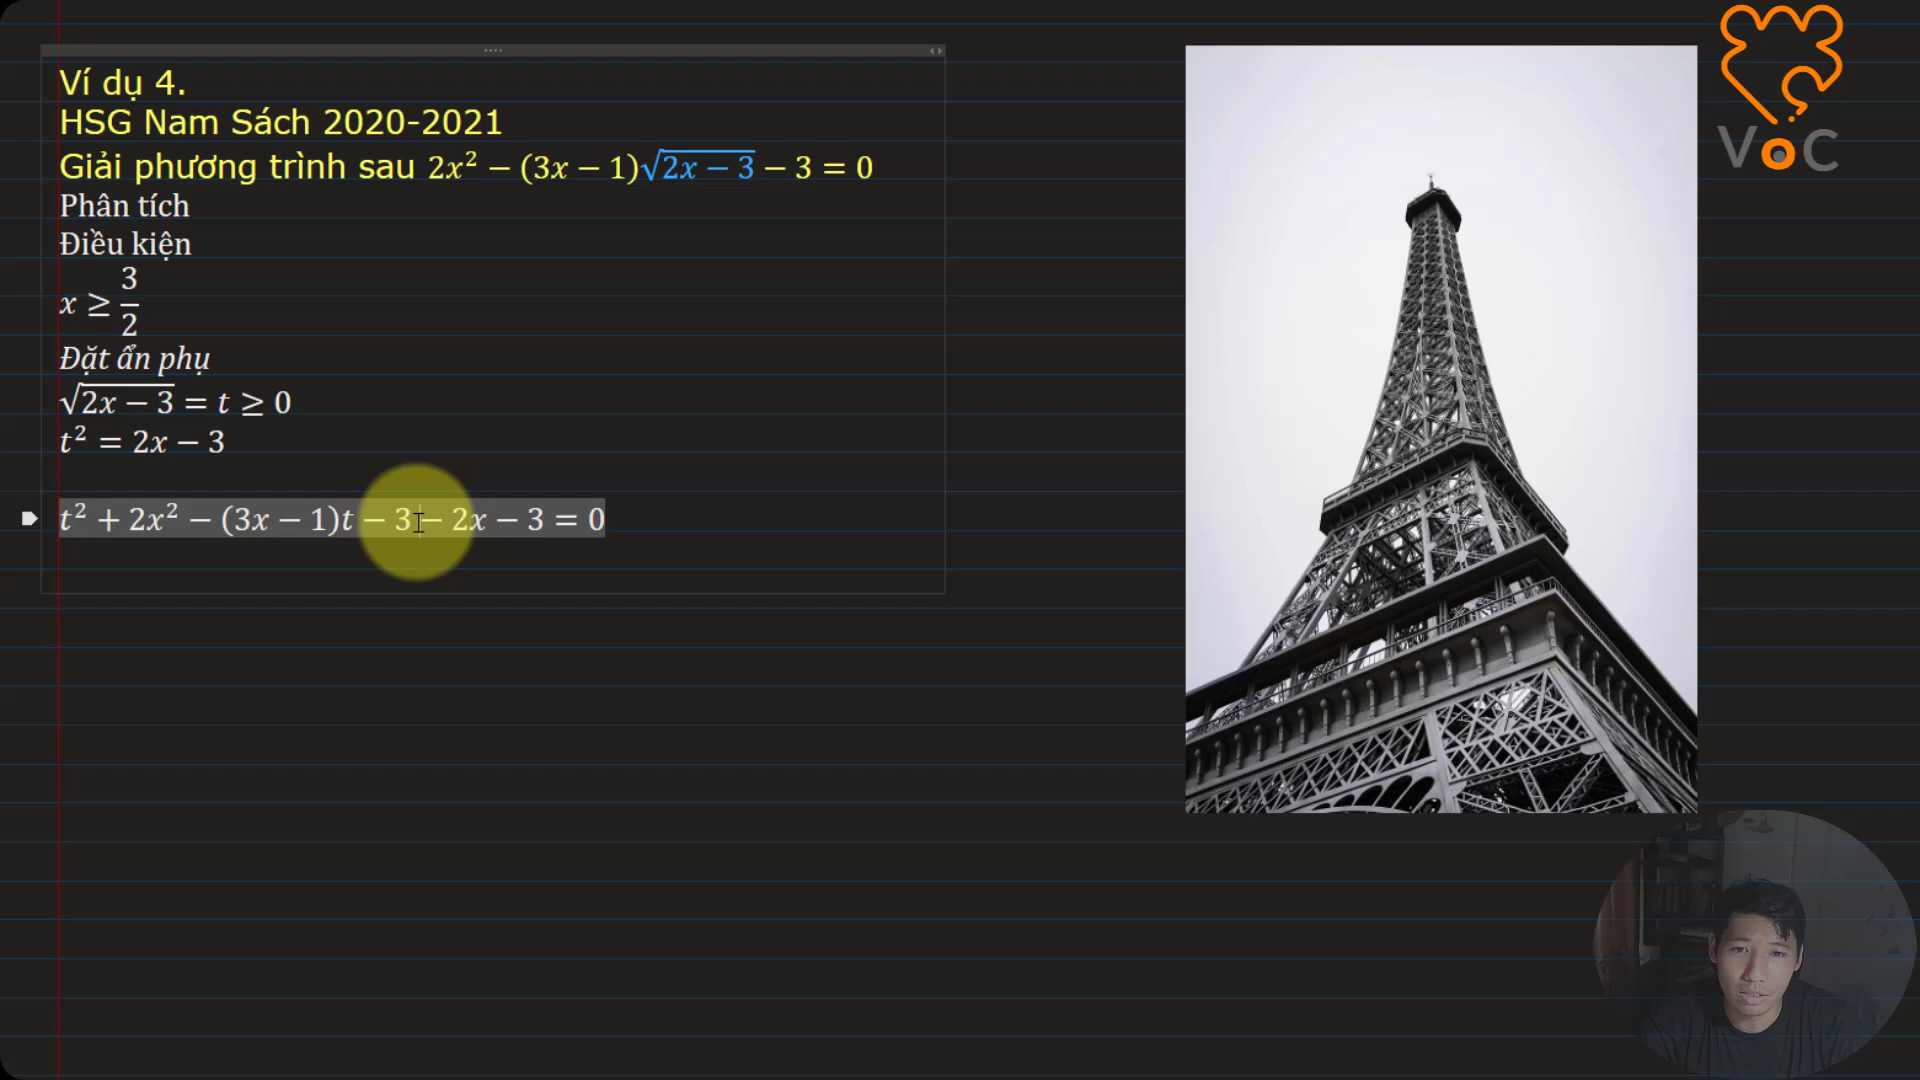 Ví dụ 4.
HSG Nam Sách 2020-2021
Giải phương trình sau 2x² − (3x − 1)√(2x − 3) − 3 = 0
Phân tích
Điều kiện
x ≥ 3/2
Đặt ẩn phụ
√(2x − 3) = t ≥ 0
t² = 2x − 3
t² + 2x² − (3x − 1)t − 3 − 2x − 3 = 0
VoC